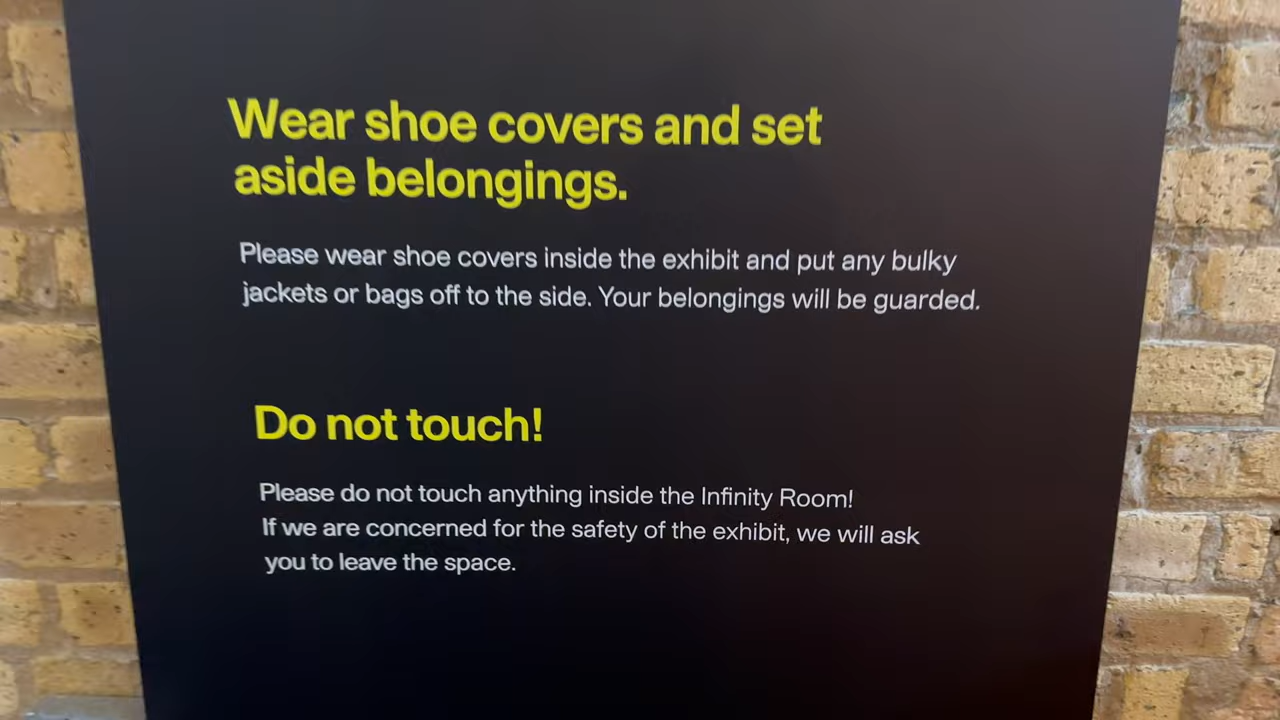 Wear shoe covers and set
aside belongings.
Please wear shoe covers inside the exhibit and put any bulky
jackets or bags off to the side. Your belongings will be guarded.
Do not touch!
Please do not touch anything inside the Infinity Room!
If we are concerned for the safety of the exhibit, we will ask
you to leave the space.